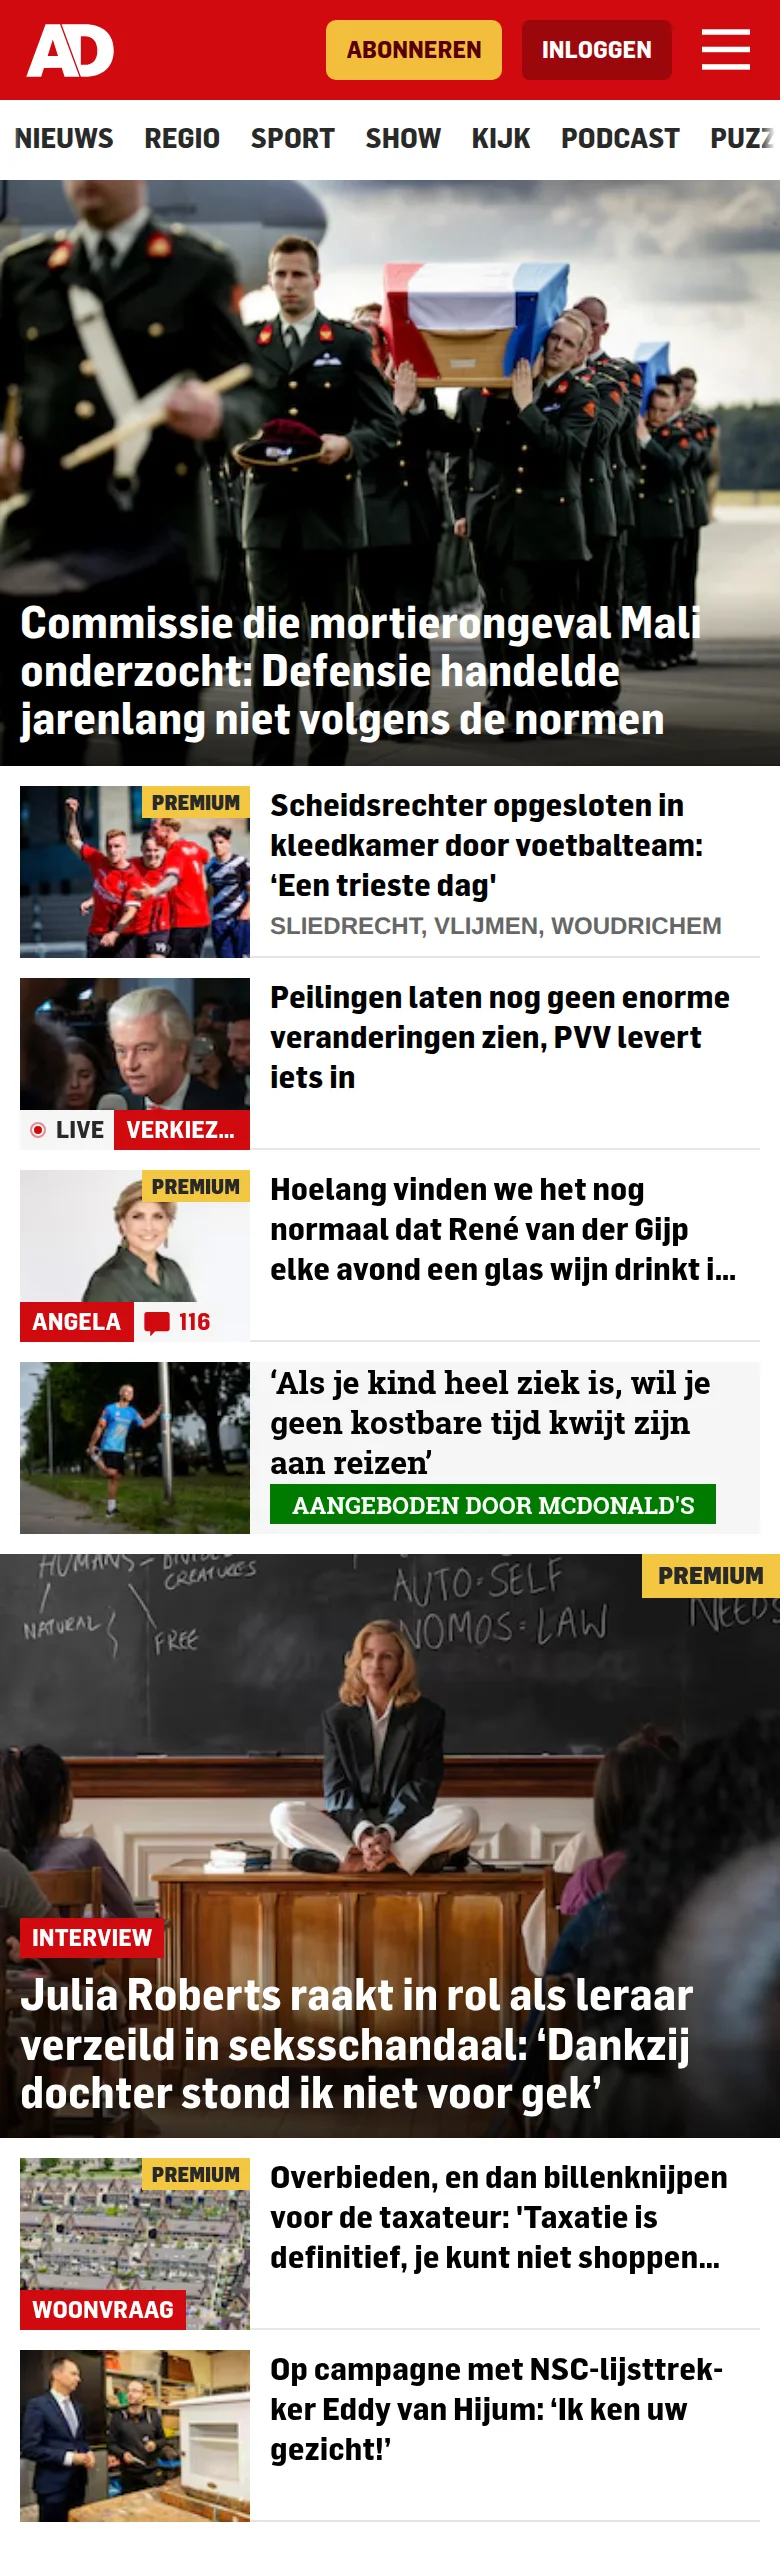 AD
ABONNEREN
INLOGGEN
NIEUWS REGIO SPORT SHOW KIJK PODCAST PUZZ
Commissie die mortierongeval Mali
onderzocht: Defensie handelde
jarenlang niet volgens de normen
PREMIUM
Scheidsrechter opgesloten in
kleedkamer door voetbalteam:
‘Een trieste dag'
SLIEDRECHT, VLIJMEN, WOUDRICHEM
Peilingen laten nog geen enorme
veranderingen zien, PVV levert
iets in
LIVE VERKIEZ...
PREMIUM
Hoelang vinden we het nog
normaal dat René van der Gijp
elke avond een glas wijn drinkt i...
ANGELA 116
‘Als je kind heel ziek is, wil je
geen kostbare tijd kwijt zijn
aan reizen’
AANGEBODEN DOOR MCDONALD'S
PREMIUM
HUMANS – DIVIDED
CREATURES
NATURAL
FREE
AUTO=SELF
NOMOS=LAW
NEEDS
INTERVIEW
Julia Roberts raakt in rol als leraar
verzeild in seksschandaal: ‘Dankzij
dochter stond ik niet voor gek’
PREMIUM
Overbieden, en dan billenknijpen
voor de taxateur: 'Taxatie is
definitief, je kunt niet shoppen...
WOONVRAAG
Op campagne met NSC-lijsttrek-
ker Eddy van Hijum: ‘Ik ken uw
gezicht!’